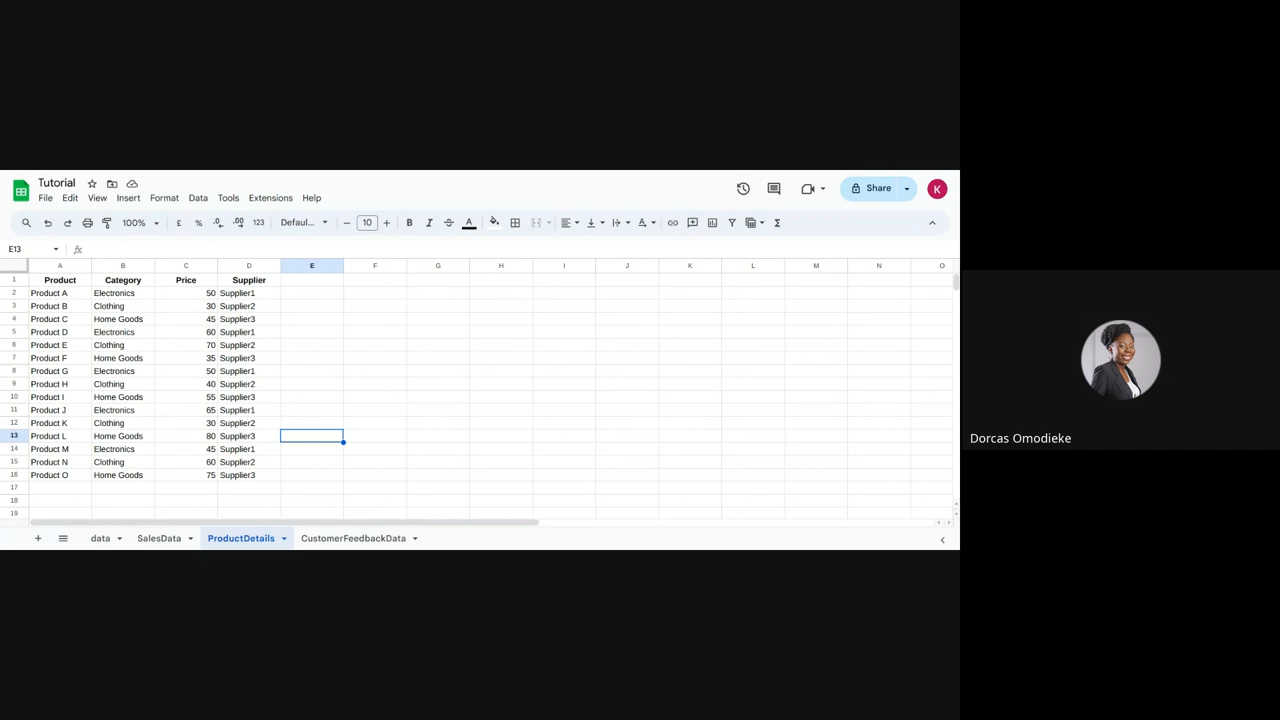 Tutorial
File Edit View Insert Format Data Tools Extensions Help
Share
K
100% £ % .0 .00 123 Defaul... − 10 + B I S A Σ
E13 fx
A B C D E F G H I J K L M N O
1 Product Category Price Supplier
2 Product A Electronics 50 Supplier1
3 Product B Clothing 30 Supplier2
4 Product C Home Goods 45 Supplier3
5 Product D Electronics 60 Supplier1
6 Product E Clothing 70 Supplier2
7 Product F Home Goods 35 Supplier3
8 Product G Electronics 50 Supplier1
9 Product H Clothing 40 Supplier2
10 Product I Home Goods 55 Supplier3
11 Product J Electronics 65 Supplier1
12 Product K Clothing 30 Supplier2
13 Product L Home Goods 80 Supplier3
14 Product M Electronics 45 Supplier1
15 Product N Clothing 60 Supplier2
16 Product O Home Goods 75 Supplier3
17
18
19
data SalesData ProductDetails CustomerFeedbackData
Dorcas Omodieke